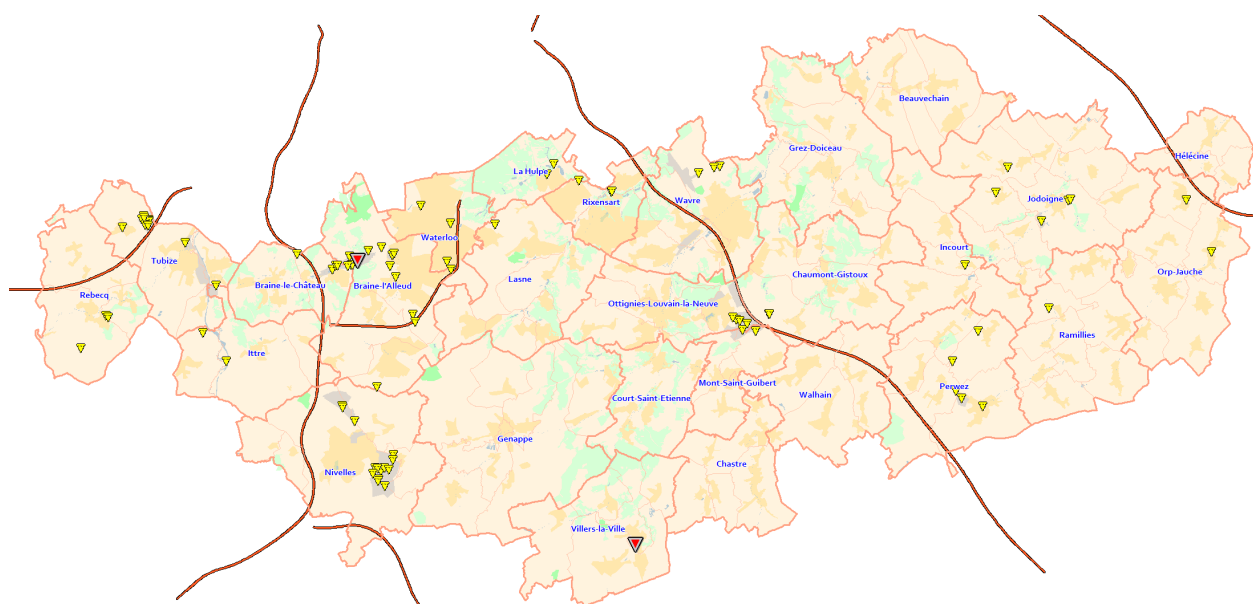 Beauvechain
Grez-Doiceau
Hélécine
La Hulpe
Rixensart
Wavre
Jodoigne
Waterloo
Incourt
Tubize
Orp-Jauche
Chaumont-Gistoux
Lasne
Braine-le-Château
Braine-l'Alleud
Rebecq
Ottignies-Louvain-la-Neuve
Ramillies
Ittre
Mont-Saint-Guibert
Perwez
Court-Saint-Etienne
Walhain
Genappe
Chastre
Nivelles
Villers-la-Ville